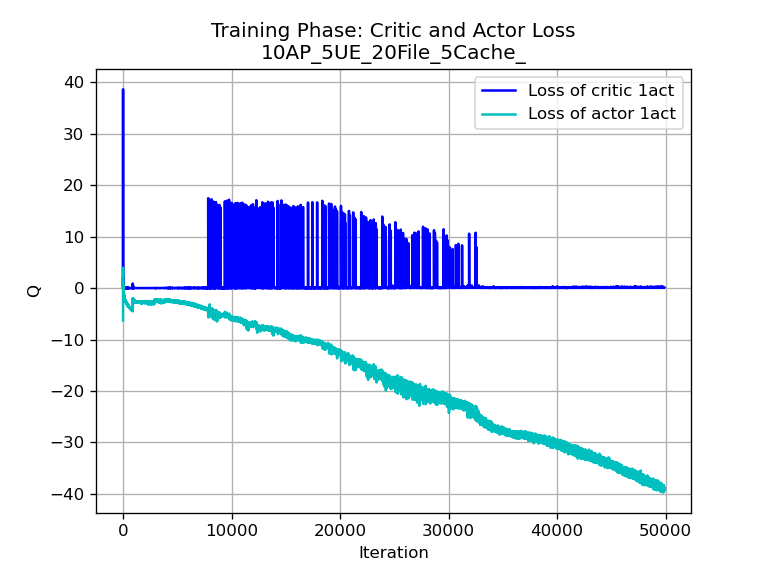 Training Phase: Critic and Actor Loss
10AP_5UE_20File_5Cache_
Loss of critic 1act
Loss of actor 1act
40
30
20
10
0
−10
−20
−30
−40
Q
0 10000 20000 30000 40000 50000
Iteration